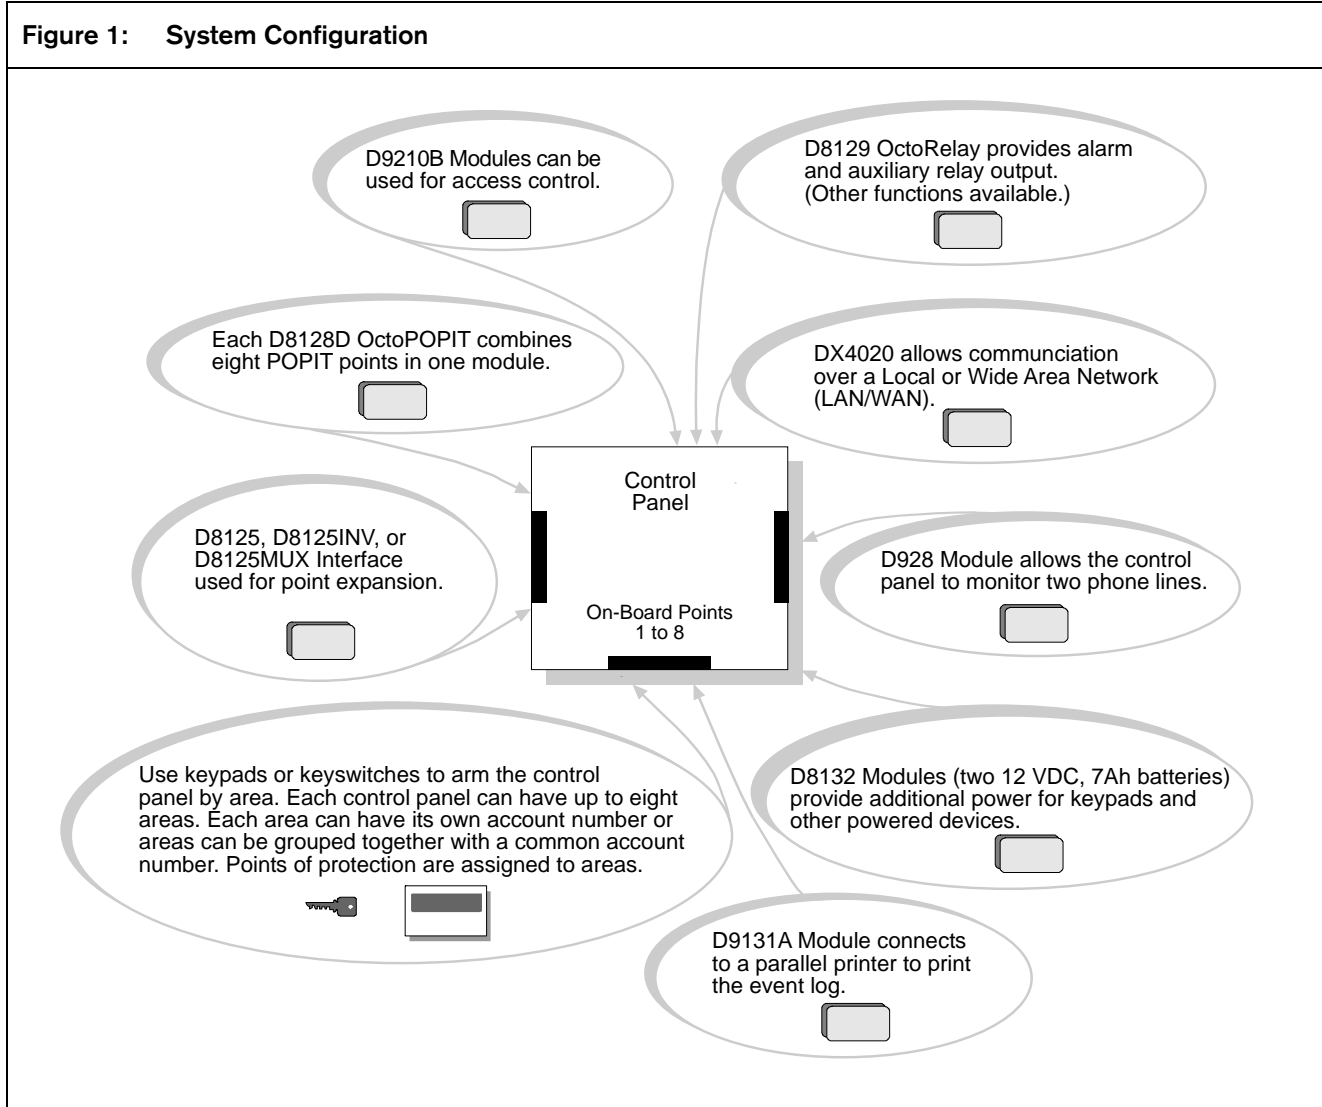 Figure 1: System Configuration
D9210B Modules can be
used for access control.
D8129 OctoRelay provides alarm
and auxiliary relay output.
(Other functions available.)
Each D8128D OctoPOPIT combines
eight POPIT points in one module.
DX4020 allows communciation
over a Local or Wide Area Network
(LAN/WAN).
Control
Panel
On-Board Points
1 to 8
D8125, D8125INV, or
D8125MUX Interface
used for point expansion.
D928 Module allows the control
panel to monitor two phone lines.
Use keypads or keyswitches to arm the control
panel by area. Each control panel can have up to eight
areas. Each area can have its own account number or
areas can be grouped together with a common account
number. Points of protection are assigned to areas.
D8132 Modules (two 12 VDC, 7Ah batteries)
provide additional power for keypads and
other powered devices.
D9131A Module connects
to a parallel printer to print
the event log.